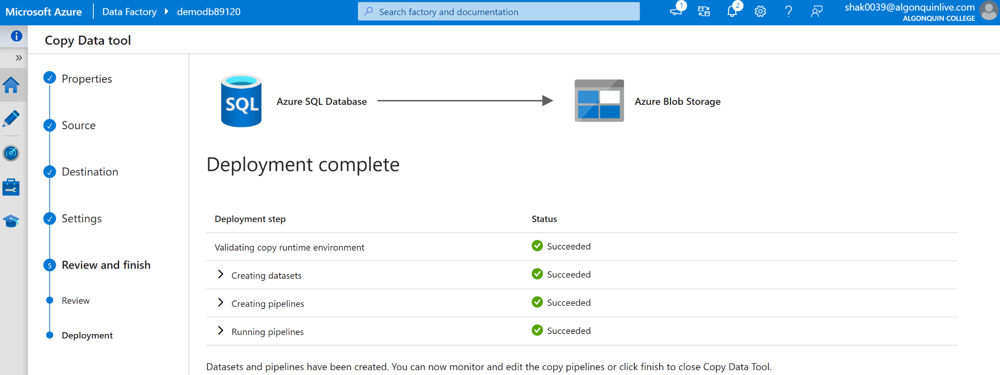 Microsoft Azure Data Factory demodb89120 Search factory and documentation 1 2 shak0039@algonquinlive.com
ALGONQUIN COLLEGE
Copy Data tool
Properties
Source
Destination
Settings
5 Review and finish
Review
Deployment
SQL Azure SQL Database Azure Blob Storage
Deployment complete
Deployment step Status
Validating copy runtime environment Succeeded
Creating datasets Succeeded
Creating pipelines Succeeded
Running pipelines Succeeded
Datasets and pipelines have been created. You can now monitor and edit the copy pipelines or click finish to close Copy Data Tool.